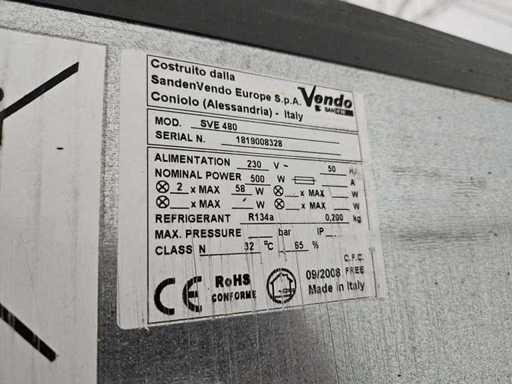 Costruito dalla
SandenVendo Europe S.p.A.
Coniolo (Alessandria) - Italy
Vendo
SANDEN
MOD. SVE 480
SERIAL N. 1819008328
ALIMENTATION 230 V~ 50 Hz
NOMINAL POWER 500 W A
2 x MAX 58 W x MAX W
x MAX W x MAX W
REFRIGERANT R134a 0,200 kg
MAX. PRESSURE bar IP
CLASS N 32 °C 65 %
C.F.C.
CE RoHS 09/2008 FREE
CONFORME Made in Italy